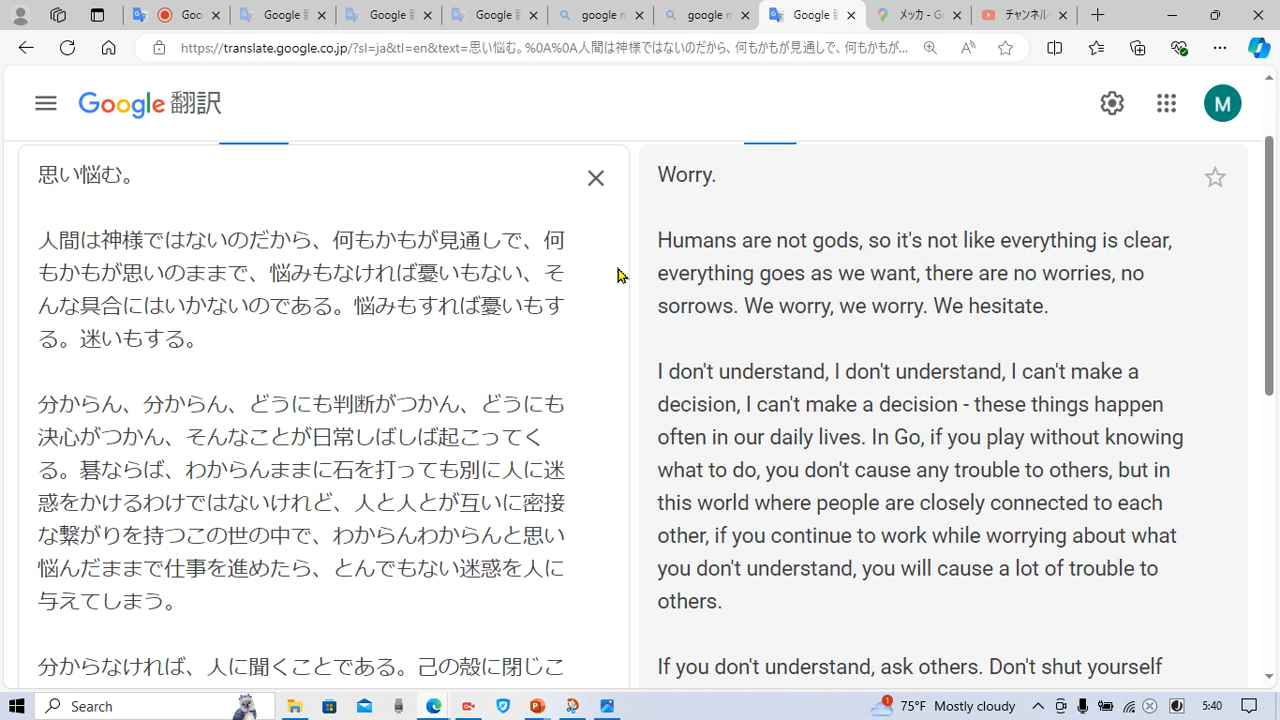 Goo
Google
Google
Google
google m
google m
Google
メッカ - G
チャンネル
https://translate.google.co.jp/?sl=ja&tl=en&text=思い悩む。%0A%0A人間は神様ではないのだから、何もかもが見通しで、何もかもが...
Google 翻訳
M
思い悩む。
人間は神様ではないのだから、何もかもが見通しで、何
もかもが思いのままで、悩みもなければ憂いもない、そ
んな具合にはいかないのである。悩みもすれば憂いもす
る。迷いもする。
分からん、分からん、どうにも判断がつかん、どうにも
決心がつかん、そんなことが日常しばしば起こってく
る。碁ならば、わからんままに石を打っても別に人に迷
惑をかけるわけではないけれど、人と人とが互いに密接
な繋がりを持つこの世の中で、わからんわからんと思い
悩んだままで仕事を進めたら、とんでもない迷惑を人に
与えてしまう。
分からなければ、人に聞くことである。己の殻に閉じこ
Worry.
Humans are not gods, so it's not like everything is clear,
everything goes as we want, there are no worries, no
sorrows. We worry, we worry. We hesitate.
I don't understand, I don't understand, I can't make a
decision, I can't make a decision - these things happen
often in our daily lives. In Go, if you play without knowing
what to do, you don't cause any trouble to others, but in
this world where people are closely connected to each
other, if you continue to work while worrying about what
you don't understand, you will cause a lot of trouble to
others.
If you don't understand, ask others. Don't shut yourself
Search
1
75°F Mostly cloudy
5:40